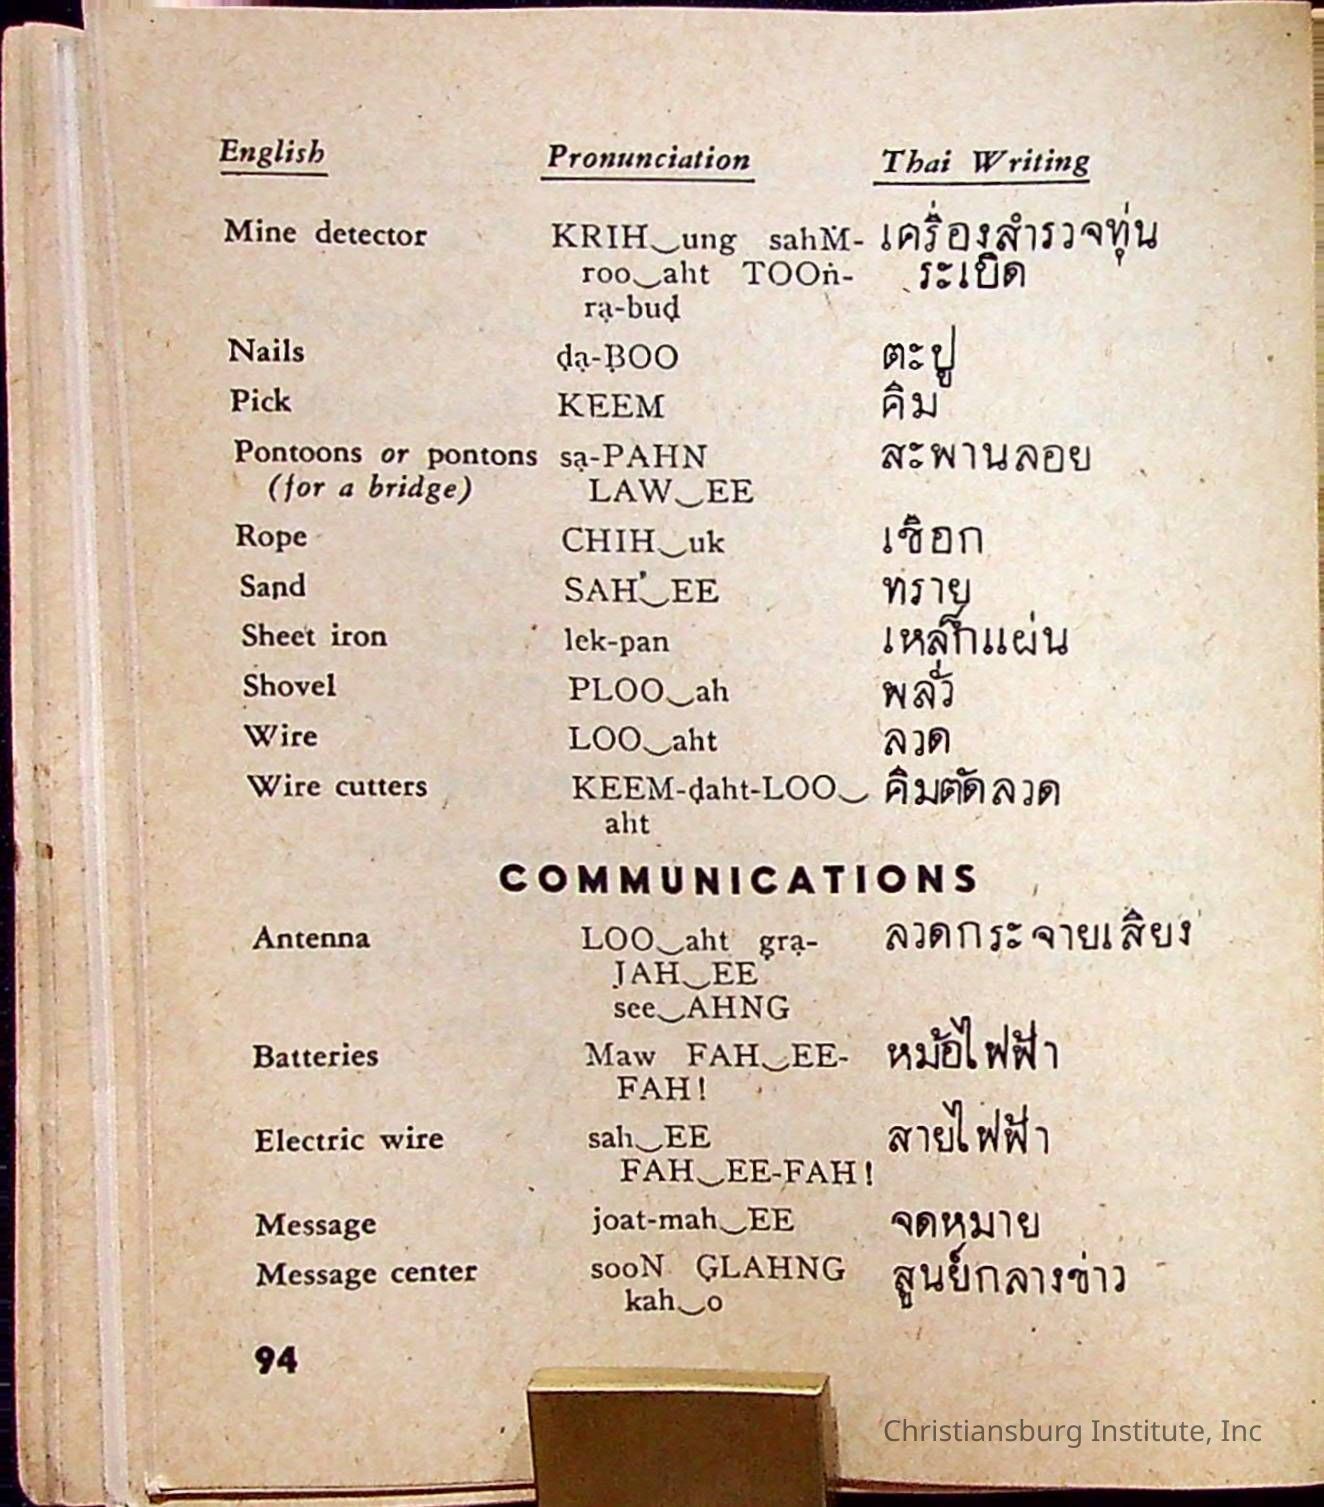 English Pronunciation Thai Writing
Mine detector KRIH‿ung sahM- เครื่องสำรวจทุ่น
roo‿aht TOOṅ- ระเบิด
rạ-buḍ
Nails ḍạ-ḄOO ตะปู
Pick KEEM คิม
Pontoons or pontons sạ-PAHN สะพานลอย
(for a bridge) LAW‿EE
Rope CHIH‿uk เชือก
Sand SAH'‿EE ทราย
Sheet iron lek-pan เหล็กแผ่น
Shovel PLOO‿ah พลั่ว
Wire LOO‿aht ลวด
Wire cutters KEEM-ḍaht-LOO‿ คิมตัดลวด
aht
COMMUNICATIONS
Antenna LOO‿aht grạ- ลวดกระจายเสียง
JAH‿EE
see‿AHNG
Batteries Maw FAH‿EE- หม้อไฟฟ้า
FAH!
Electric wire sah‿EE สายไฟฟ้า
FAH‿EE-FAH!
Message joat-mah‿EE จดหมาย
Message center sooN GLAHNG ศูนย์กลางข่าว
kah‿o
94
Christiansburg Institute, Inc